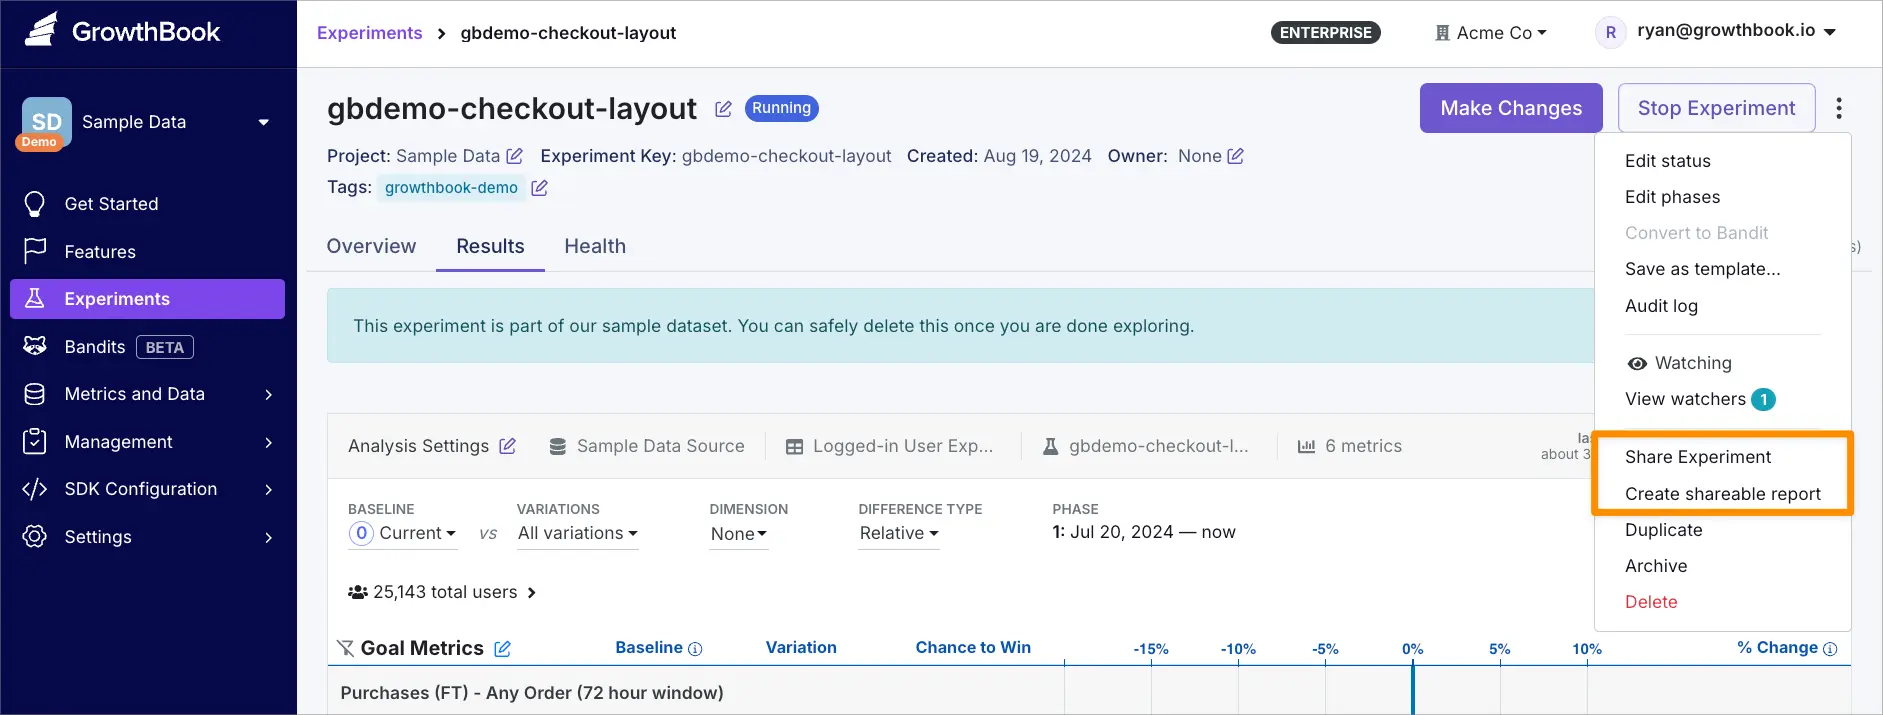 GrowthBook
Experiments > gbdemo-checkout-layout
ENTERPRISE
Acme Co
R ryan@growthbook.io
SD
Demo
Sample Data
Get Started
Features
Experiments
Bandits BETA
Metrics and Data
Management
SDK Configuration
Settings
gbdemo-checkout-layout Running
Make Changes
Stop Experiment
Project: Sample Data Experiment Key: gbdemo-checkout-layout Created: Aug 19, 2024 Owner: None
Tags: growthbook-demo
Overview Results Health
s)
This experiment is part of our sample dataset. You can safely delete this once you are done exploring.
Edit status
Edit phases
Convert to Bandit
Save as template...
Audit log
Watching
View watchers 1
Share Experiment
Create shareable report
Duplicate
Archive
Delete
Analysis Settings Sample Data Source Logged-in User Exp... gbdemo-checkout-l... 6 metrics
las
about 3
BASELINE VARIATIONS DIMENSION DIFFERENCE TYPE PHASE
0 Current vs All variations None Relative 1: Jul 20, 2024 — now
25,143 total users
Goal Metrics Baseline Variation Chance to Win -15% -10% -5% 0% 5% 10% % Change
Purchases (FT) - Any Order (72 hour window)